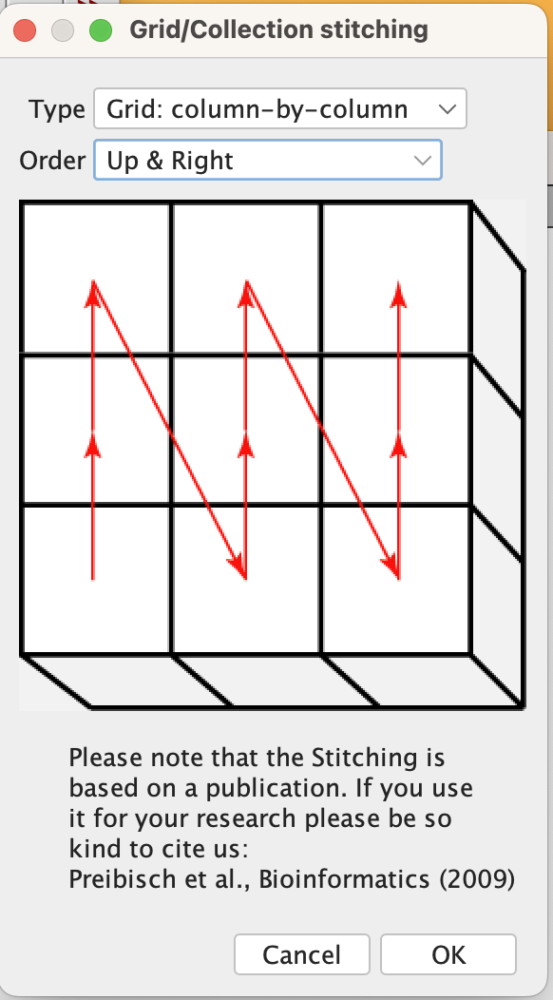 Grid/Collection stitching
Type Grid: column-by-column
Order Up & Right
Please note that the Stitching is
based on a publication. If you use
it for your research please be so
kind to cite us:
Preibisch et al., Bioinformatics (2009)
Cancel OK